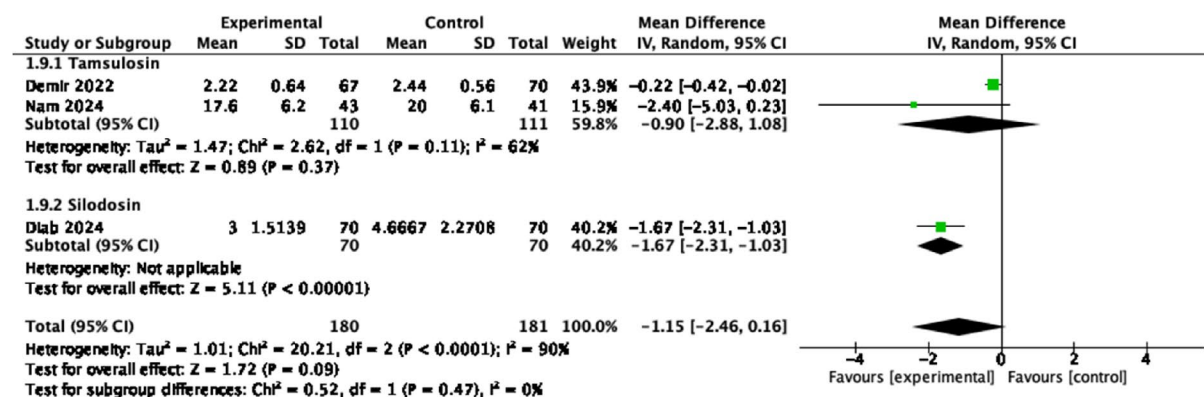 Experimental Control Mean Difference Mean Difference
Study or Subgroup Mean SD Total Mean SD Total Weight IV, Random, 95% CI IV, Random, 95% CI
1.9.1 Tamsulosin
Demir 2022 2.22 0.64 67 2.44 0.56 70 43.9% -0.22 [-0.42, -0.02]
Nam 2024 17.6 6.2 43 20 6.1 41 15.9% -2.40 [-5.03, 0.23]
Subtotal (95% CI) 110 111 59.8% -0.90 [-2.88, 1.08]
Heterogeneity: Tau² = 1.47; Chi² = 2.62, df = 1 (P = 0.11); I² = 62%
Test for overall effect: Z = 0.89 (P = 0.37)
1.9.2 Silodosin
Diab 2024 3 1.5139 70 4.6667 2.2708 70 40.2% -1.67 [-2.31, -1.03]
Subtotal (95% CI) 70 70 40.2% -1.67 [-2.31, -1.03]
Heterogeneity: Not applicable
Test for overall effect: Z = 5.11 (P < 0.00001)
Total (95% CI) 180 181 100.0% -1.15 [-2.46, 0.16]
Heterogeneity: Tau² = 1.01; Chi² = 20.21, df = 2 (P < 0.0001); I² = 90%
Test for overall effect: Z = 1.72 (P = 0.09)
Test for subgroup differences: Chi² = 0.52, df = 1 (P = 0.47), I² = 0%
-4 -2 0 2 4
Favours [experimental] Favours [control]